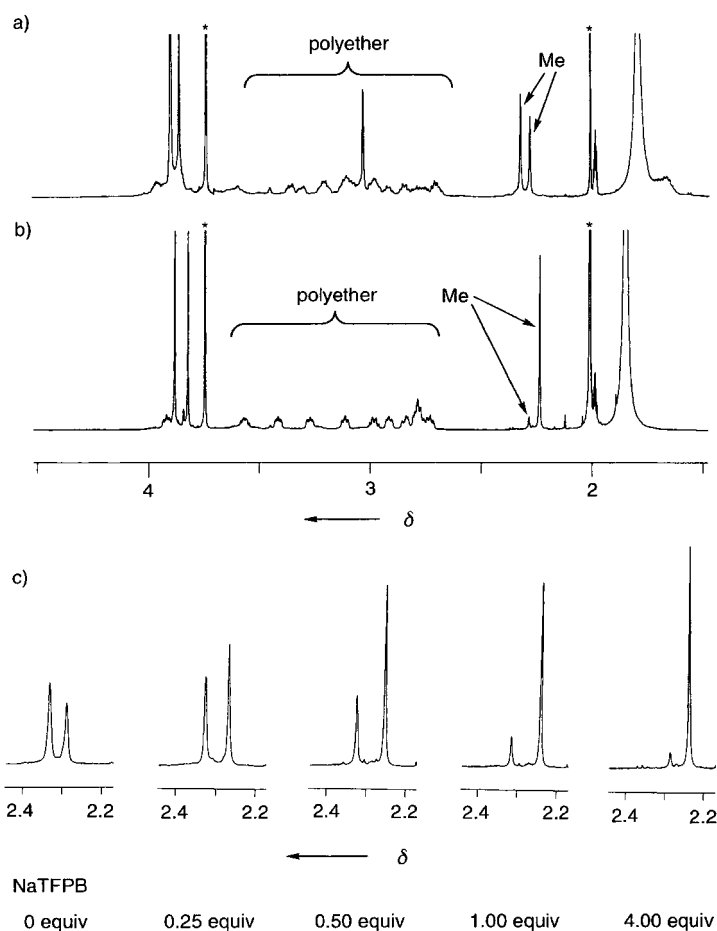 a)
*
*
polyether
Me
b)
*
*
polyether
Me
4
3
2
δ
c)
2.4 2.2
2.4 2.2
2.4 2.2
2.4 2.2
2.4 2.2
δ
NaTFPB
0 equiv 0.25 equiv 0.50 equiv 1.00 equiv 4.00 equiv